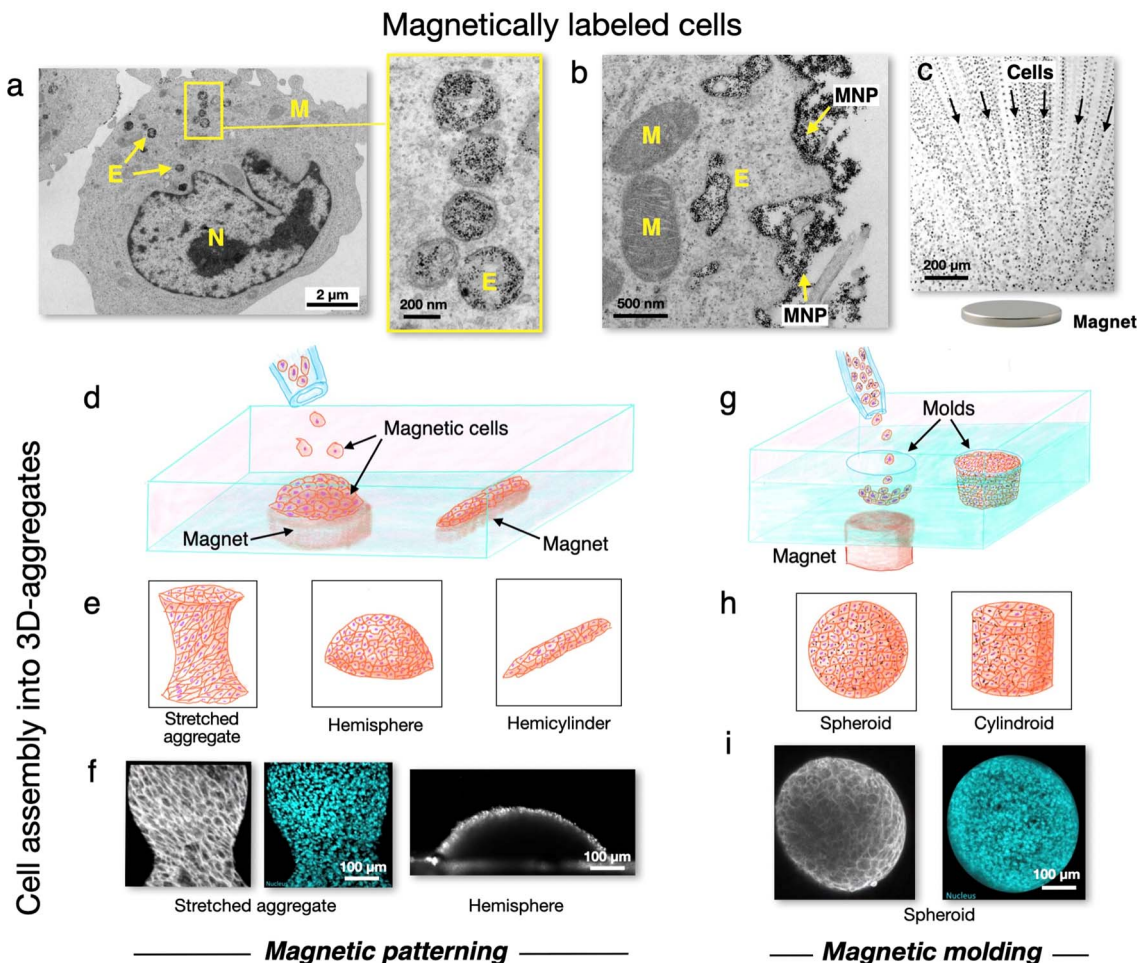 Magnetically labeled cells
a
M
E
N
2 µm
E
200 nm
b
MNP
M
E
M
MNP
500 nm
c
Cells
200 µm
Magnet
Cell assembly into 3D-aggregates
d
Magnetic cells
Magnet
Magnet
g
Molds
Magnet
e
Stretched
aggregate
Hemisphere
Hemicylinder
h
Spheroid
Cylindroid
f
Nucleus
100 µm
100 µm
Stretched aggregate
Hemisphere
i
Nucleus
100 µm
Spheroid
Magnetic patterning
Magnetic molding